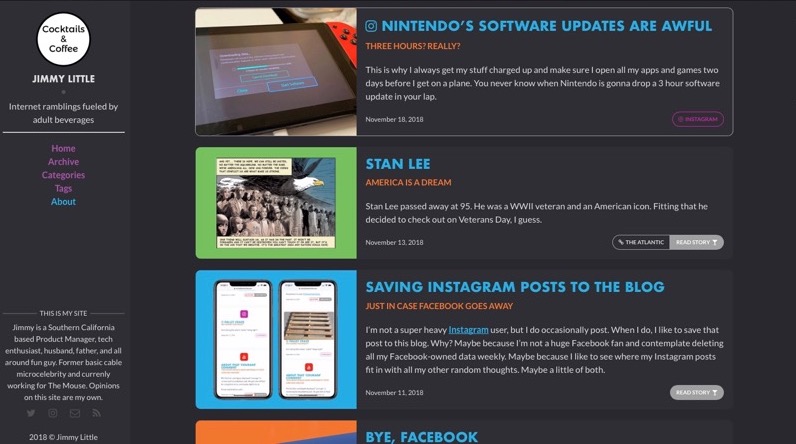 Cocktails
&
Coffee
JIMMY LITTLE
Internet ramblings fueled by
adult beverages
Home
Archive
Categories
Tags
About
THIS IS MY SITE
Jimmy is a Southern California
based Product Manager, tech
enthusiast, husband, father, and all
around fun guy. Former basic cable
microcelebrity and currently
working for The Mouse. Opinions
on this site are my own.
2018 © Jimmy Little
NINTENDO’S SOFTWARE UPDATES ARE AWFUL
THREE HOURS? REALLY?
This is why I always get my stuff charged up and make sure I open all my apps and games two
days before I get on a plane. You never know when Nintendo is gonna drop a 3 hour software
update in your lap.
November 18, 2018
INSTAGRAM
STAN LEE
AMERICA IS A DREAM
Stan Lee passed away at 95. He was a WWII veteran and an American icon. Fitting that he
decided to check out on Veterans Day, I guess.
November 13, 2018
THE ATLANTIC
READ STORY
SAVING INSTAGRAM POSTS TO THE BLOG
JUST IN CASE FACEBOOK GOES AWAY
I’m not a super heavy Instagram user, but I do occasionally post. When I do, I like to save that
post to this blog. Why? Maybe because I’m not a huge Facebook fan and contemplate deleting
all my Facebook-owned data weekly. Maybe because I like to see where my Instagram posts
fit in with all my other random thoughts. Maybe a little of both.
November 11, 2018
READ STORY
BYE, FACEBOOK